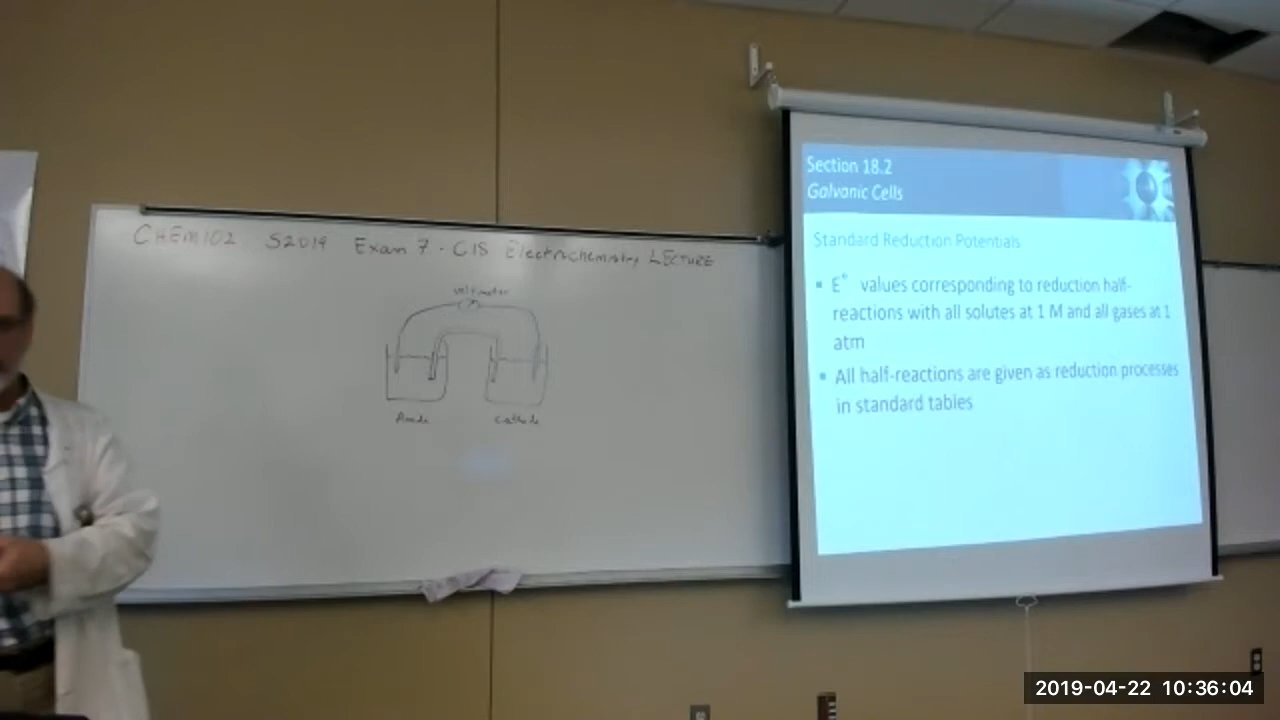 CHEM102 S2019 Exam 7 - C18 Electrochemistry LECTURE
voltmeter
Anode Cathode
Section 18.2
Galvanic Cells
Standard Reduction Potentials
▪ E° values corresponding to reduction half-
reactions with all solutes at 1 M and all gases at 1
atm
▪ All half-reactions are given as reduction processes
in standard tables
2019-04-22 10:36:04